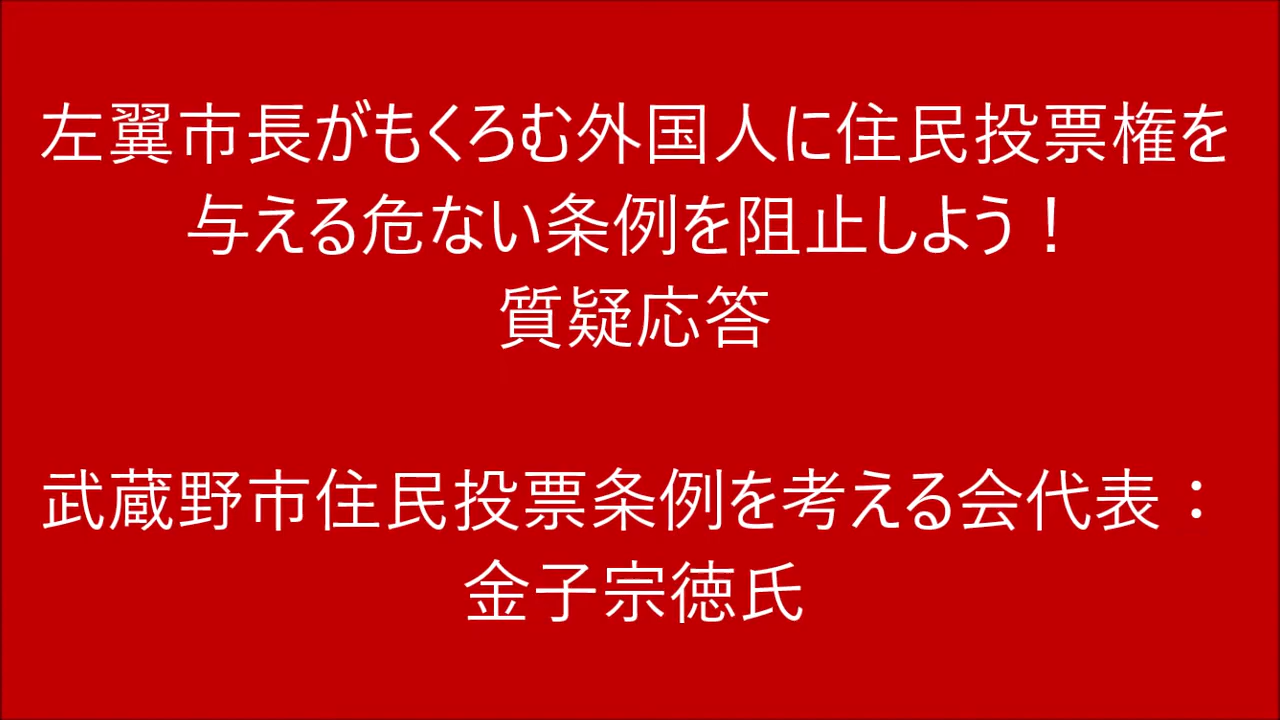 左翼市長がもくろむ外国人に住民投票権を
与える危ない条例を阻止しよう！
質疑応答
武蔵野市住民投票条例を考える会代表：
金子宗徳氏